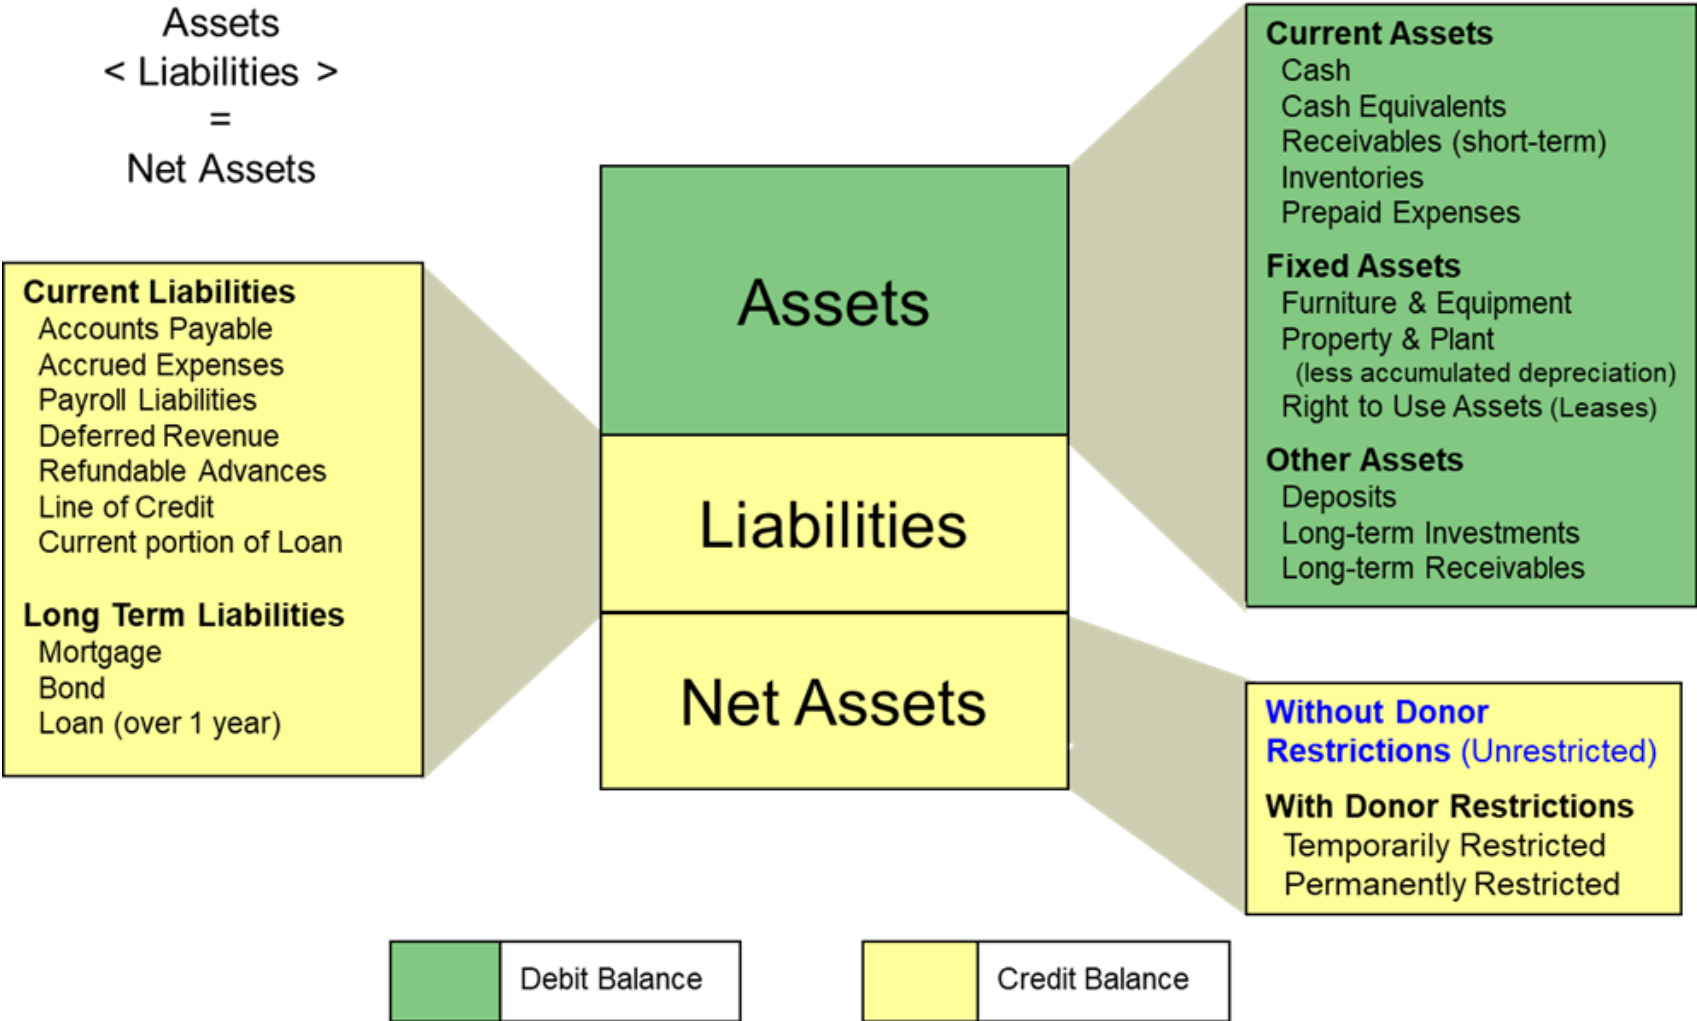 Assets
< Liabilities >
=
Net Assets
Current Liabilities
Accounts Payable
Accrued Expenses
Payroll Liabilities
Deferred Revenue
Refundable Advances
Line of Credit
Current portion of Loan
Long Term Liabilities
Mortgage
Bond
Loan (over 1 year)
Assets
Liabilities
Net Assets
Current Assets
Cash
Cash Equivalents
Receivables (short-term)
Inventories
Prepaid Expenses
Fixed Assets
Furniture & Equipment
Property & Plant
(less accumulated depreciation)
Right to Use Assets (Leases)
Other Assets
Deposits
Long-term Investments
Long-term Receivables
Without Donor
Restrictions (Unrestricted)
With Donor Restrictions
Temporarily Restricted
Permanently Restricted
Debit Balance
Credit Balance